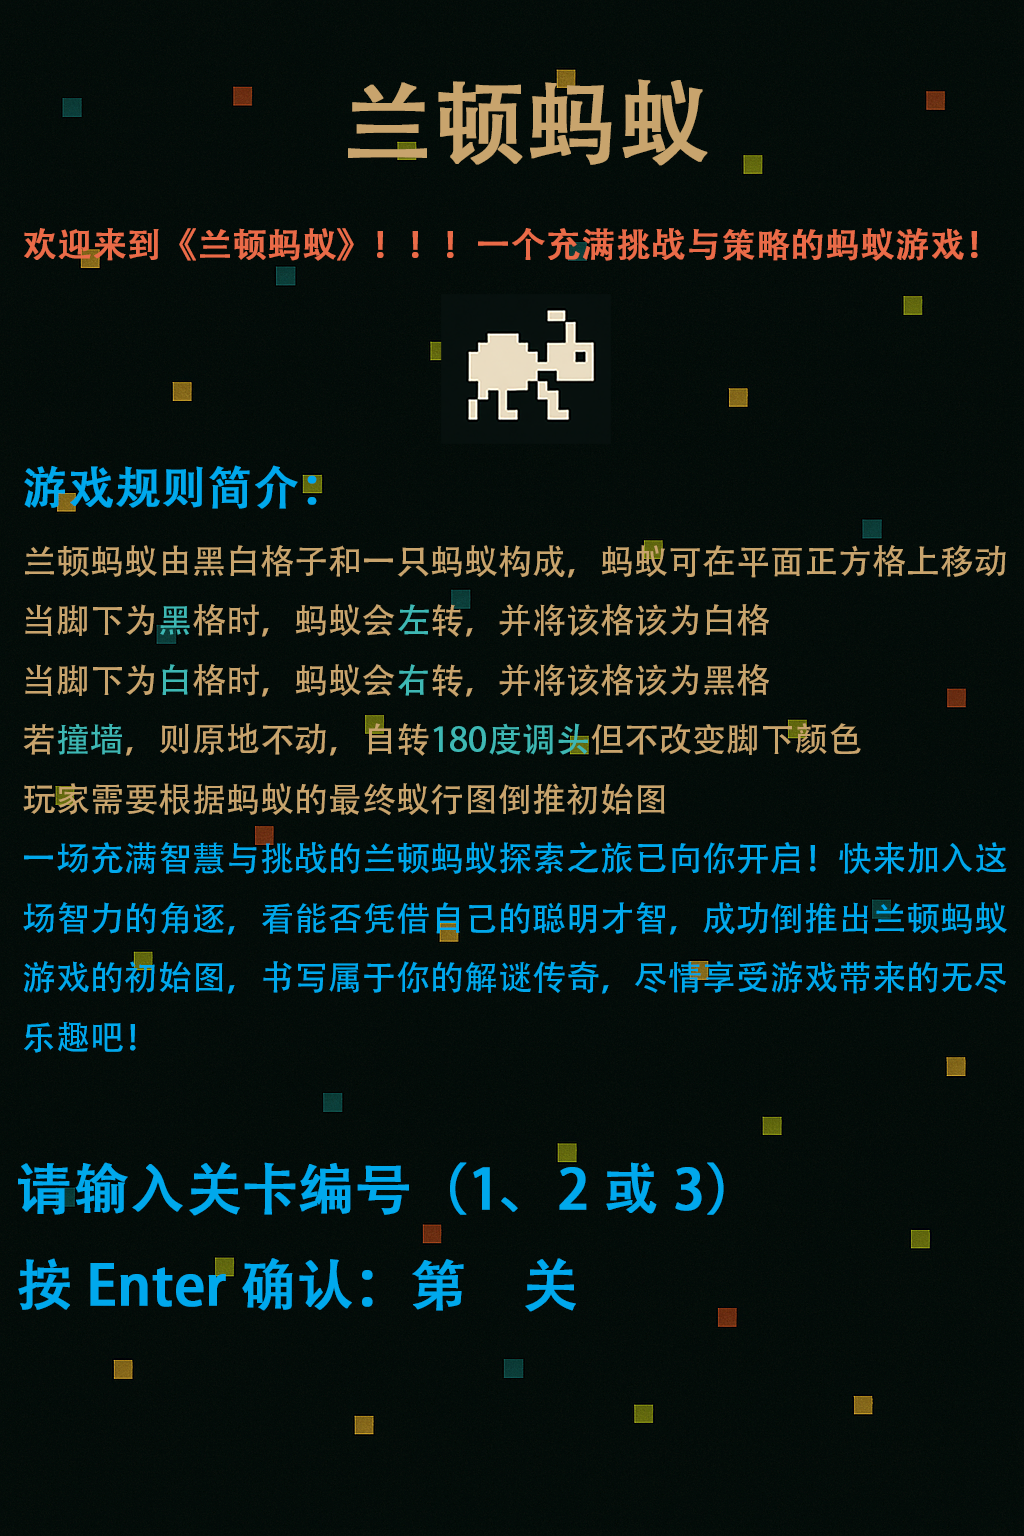 兰顿蚂蚁
欢迎来到《兰顿蚂蚁》！！！一个充满挑战与策略的蚂蚁游戏！
游戏规则简介：
兰顿蚂蚁由黑白格子和一只蚂蚁构成，蚂蚁可在平面正方格上移动
当脚下为黑格时，蚂蚁会左转，并将该格该为白格
当脚下为白格时，蚂蚁会右转，并将该格该为黑格
若撞墙，则原地不动，自转180度调头但不改变脚下颜色
玩家需要根据蚂蚁的最终蚁行图倒推初始图
一场充满智慧与挑战的兰顿蚂蚁探索之旅已向你开启！快来加入这
场智力的角逐，看能否凭借自己的聪明才智，成功倒推出兰顿蚂蚁
游戏的初始图，书写属于你的解谜传奇，尽情享受游戏带来的无尽
乐趣吧！
请输入关卡编号（1、2 或 3）
按 Enter 确认：第　关